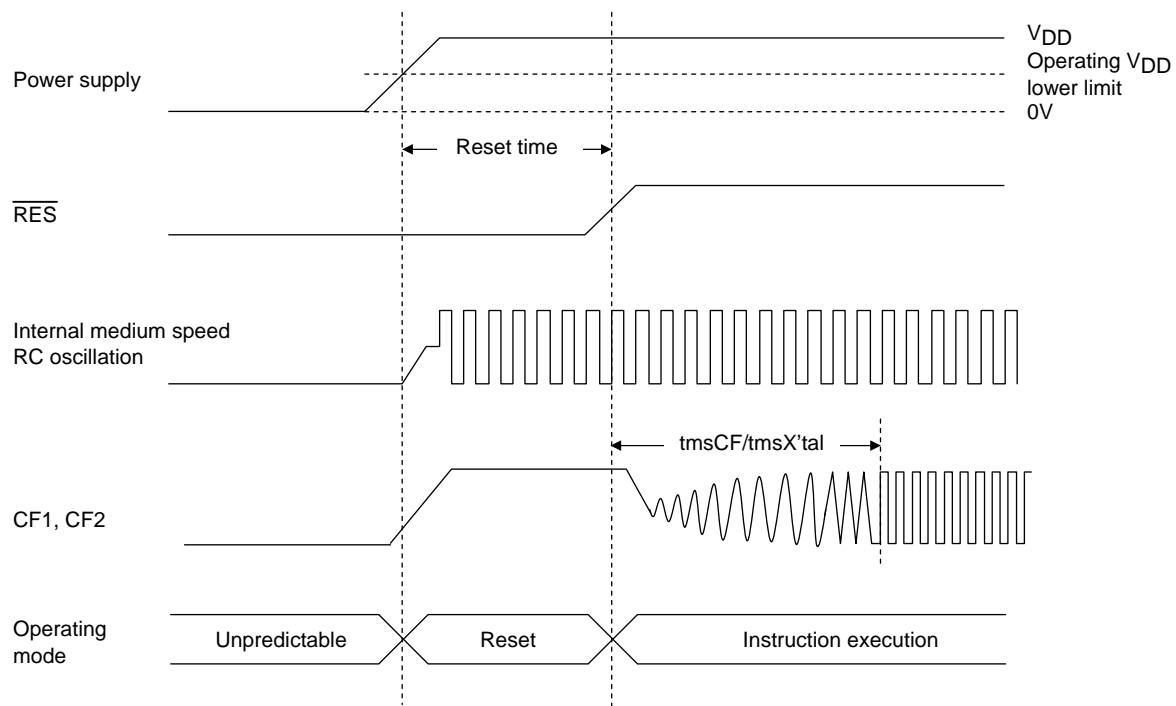 Power supply
VDD
Operating VDD
lower limit
0V
Reset time
RES
Internal medium speed
RC oscillation
tmsCF/tmsX'tal
CF1, CF2
Operating
mode
Unpredictable
Reset
Instruction execution